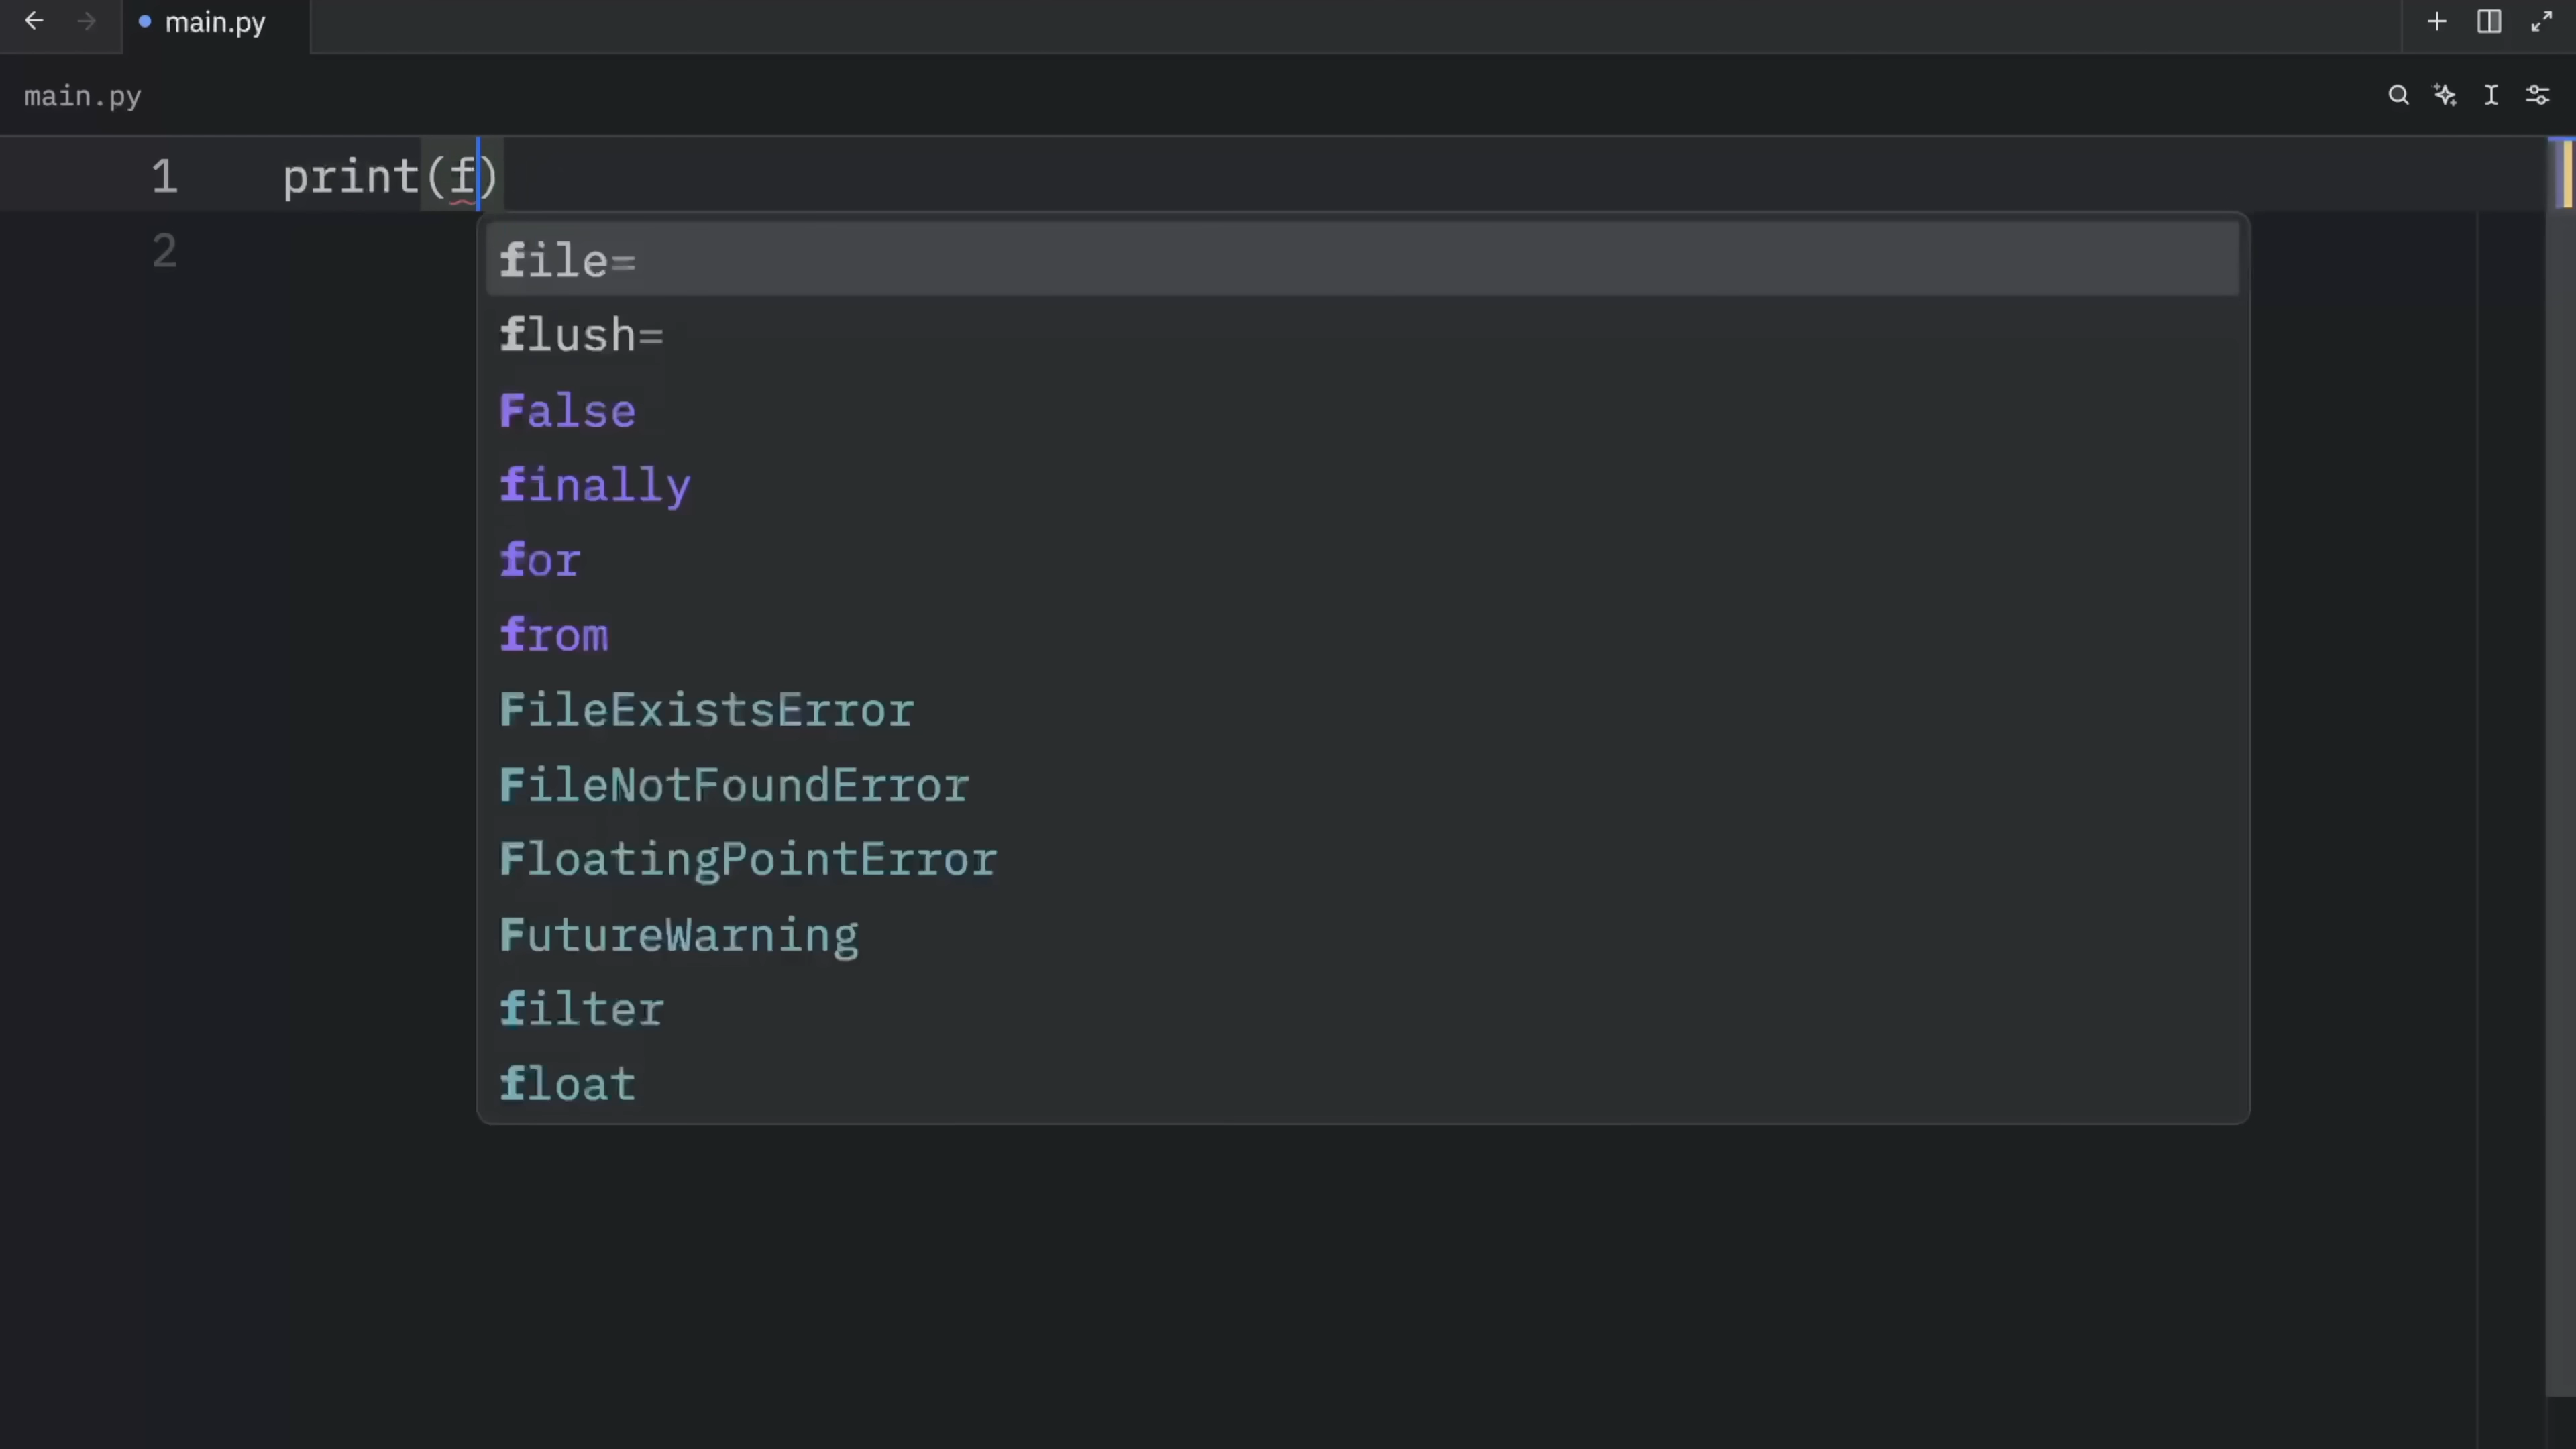 main.py
main.py
1 print(f)
2
file=
flush=
False
finally
for
from
FileExistsError
FileNotFoundError
FloatingPointError
FutureWarning
filter
float